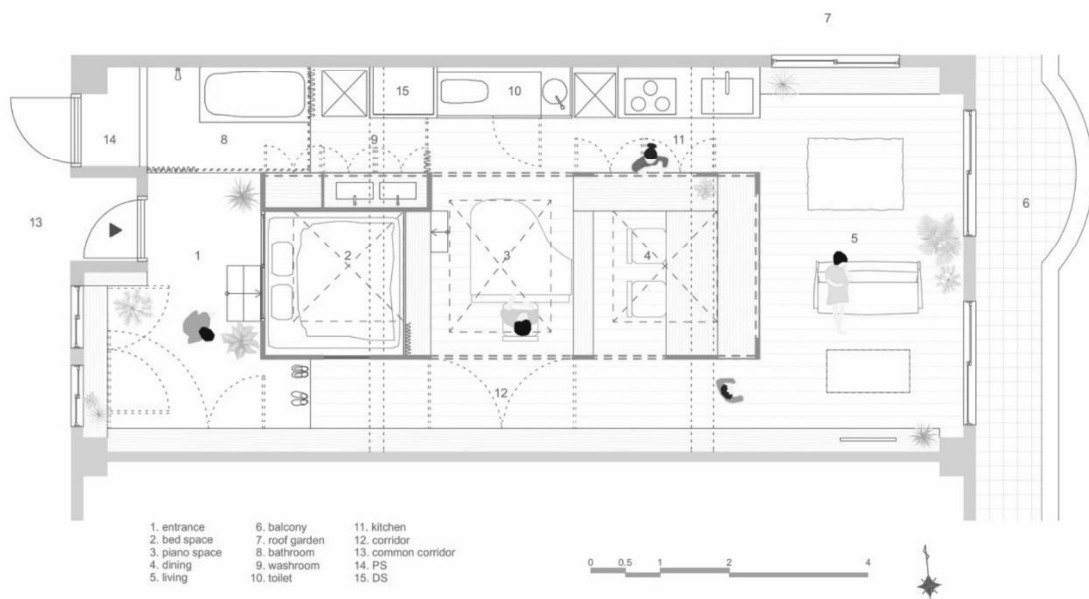 7
14
8
9
15
10
11
13
1
2
3
4
5
6
12
1. entrance
2. bed space
3. piano space
4. dining
5. living
6. balcony
7. roof garden
8. bathroom
9. washroom
10. toilet
11. kitchen
12. corridor
13. common corridor
14. PS
15. DS
0 0.5 1 2 4